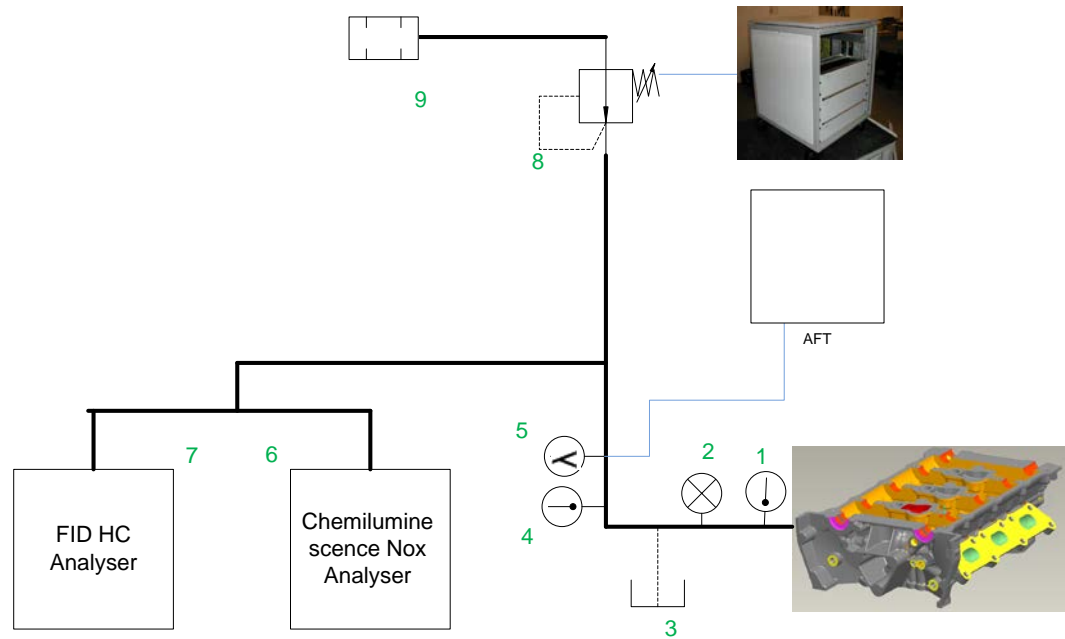 9
8
AFT
5
2
1
7
6
4
FID HC
Analyser
Chemilumine
scence Nox
Analyser
3